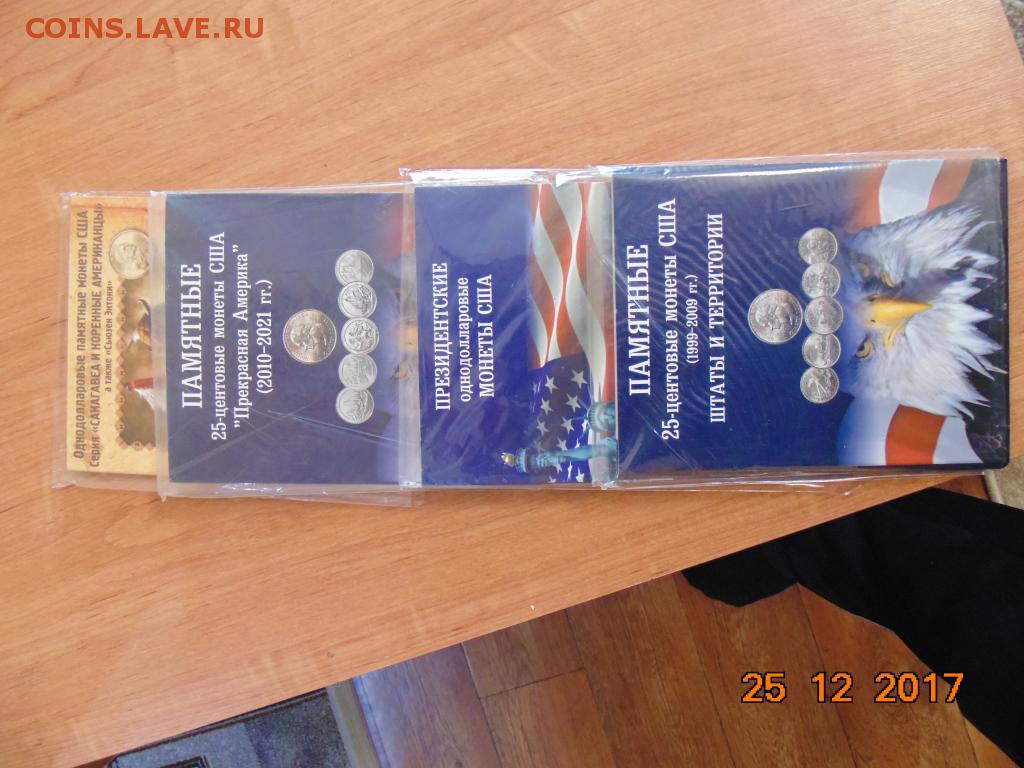 COINS.LAVE.RU
Однодолларовые памятные монеты США
Серия «САКАГАВЕА И КОРЕННЫЕ АМЕРИКАНЦЫ»
а также «Сьюзен Энтони»
ПАМЯТНЫЕ
25-центовые монеты США
"Прекрасная Америка"
(2010-2021 гг.)
ПРЕЗИДЕНТСКИЕ
однодолларовые
МОНЕТЫ США
ПАМЯТНЫЕ
25-центовые монеты США
(1999-2009 гг.)
ШТАТЫ И ТЕРРИТОРИИ
25 12 2017